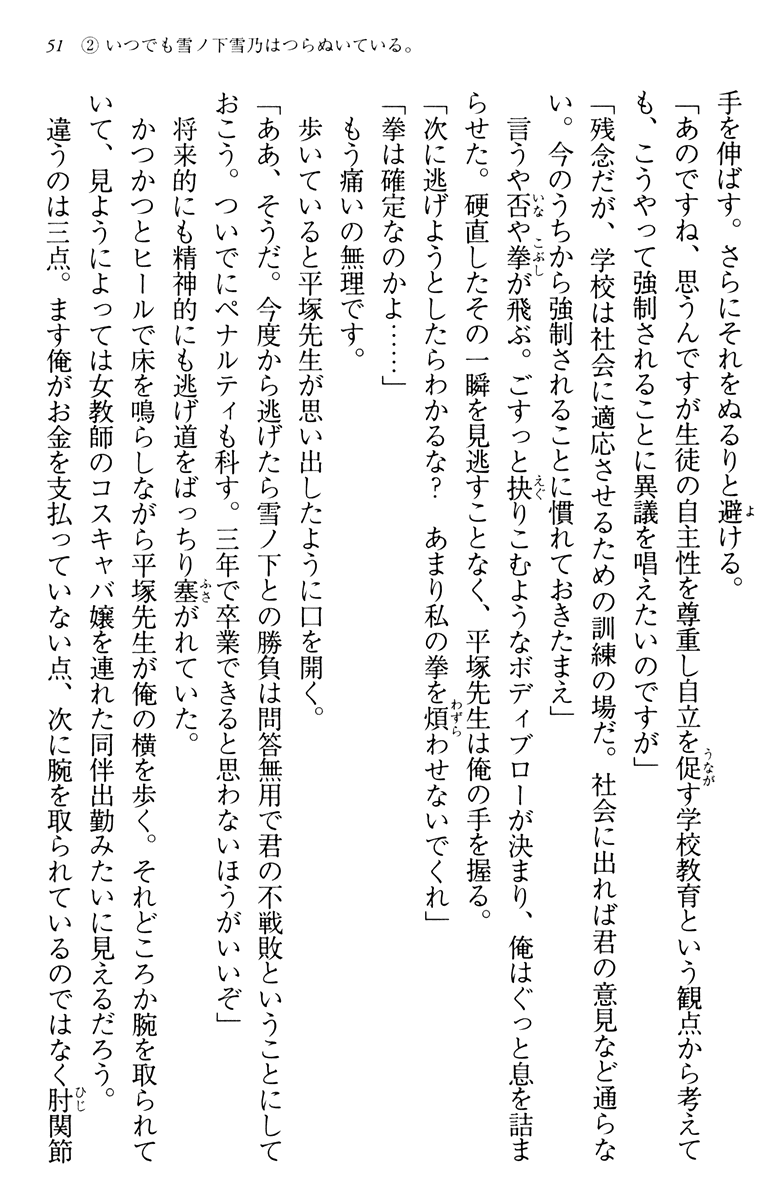 51　② いつでも雪ノ下雪乃はつらぬいている。
手を伸ばす。さらにそれをぬるりと避ける。
「あのですね、思うんですが生徒の自主性を尊重し自立を促す学校教育という観点から考えて
も、こうやって強制されることに異議を唱えたいのですが」
「残念だが、学校は社会に適応させるための訓練の場だ。社会に出れば君の意見など通らな
い。今のうちから強制されることに慣れておきたまえ」
　言うや否や拳が飛ぶ。ごすっと抉りこむようなボディブローが決まり、俺はぐっと息を詰ま
らせた。硬直したその一瞬を見逃すことなく、平塚先生は俺の手を握る。
「次に逃げようとしたらわかるな？　あまり私の拳を煩わせないでくれ」
「拳は確定なのかよ……」
　もう痛いの無理です。
　歩いていると平塚先生が思い出したように口を開く。
「ああ、そうだ。今度から逃げたら雪ノ下との勝負は問答無用で君の不戦敗ということにして
おこう。ついでにペナルティも科す。三年で卒業できると思わないほうがいいぞ」
　将来的にも精神的にも逃げ道をばっちり塞がれていた。
　かつかつとヒールで床を鳴らしながら平塚先生が俺の横を歩く。それどころか腕を取られて
いて、見ようによっては女教師のコスキャバ嬢を連れた同伴出勤みたいに見えるだろう。
　違うのは三点。ます俺がお金を支払っていない点、次に腕を取られているのではなく肘関節